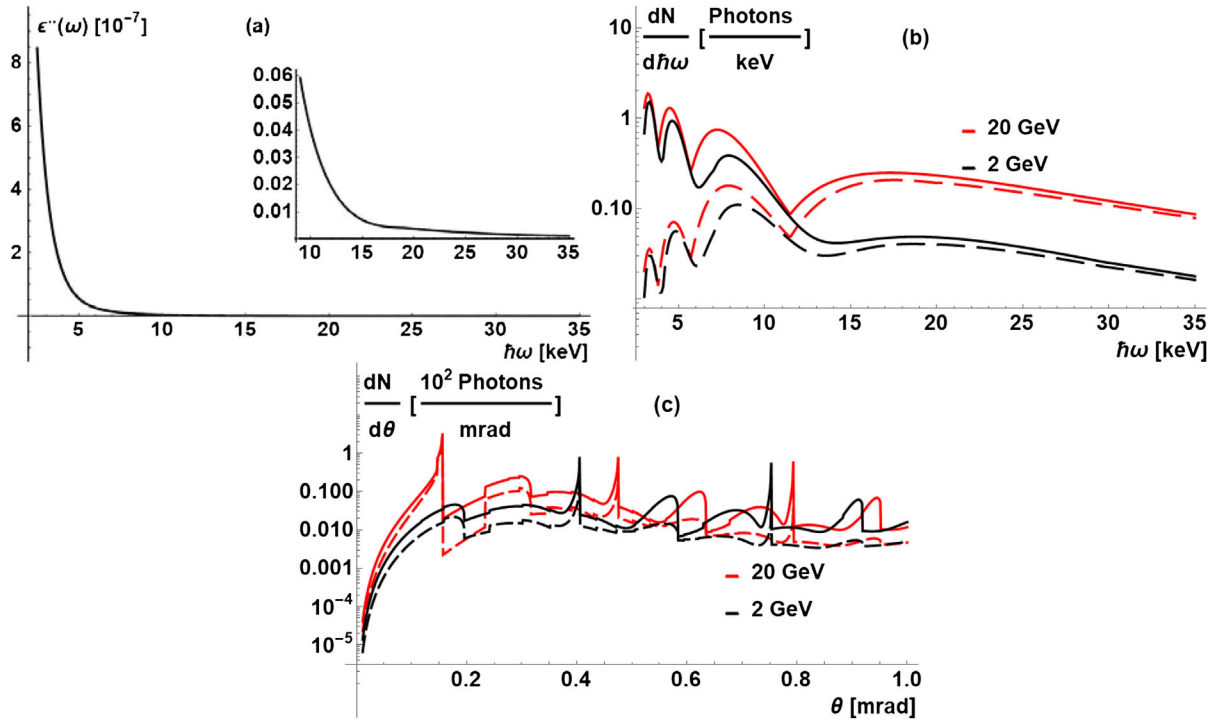 ϵ¨(ω) [10⁻⁷]
(a)
8
6
4
2
0.06
0.05
0.04
0.03
0.02
0.01
10 15 20 25 30 35
5 10 15 20 25 30 35
ħω [keV]
dN [Photons]
dħω keV
(b)
10
1
0.10
20 GeV
2 GeV
5 10 15 20 25 30 35
ħω [keV]
dN [10² Photons]
dθ mrad
(c)
1
0.100
0.010
0.001
10⁻⁴
10⁻⁵
20 GeV
2 GeV
0.2 0.4 0.6 0.8 1.0
θ [mrad]